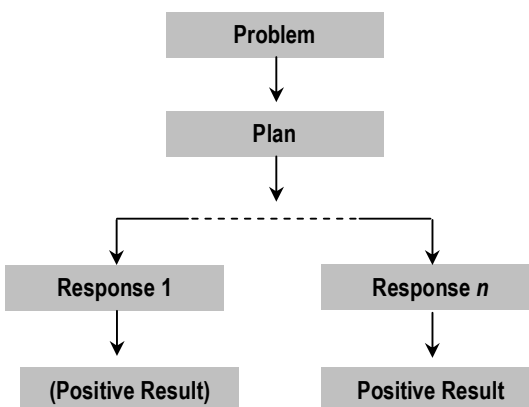 Problem
Plan
Response 1
Response n
(Positive Result)
Positive Result